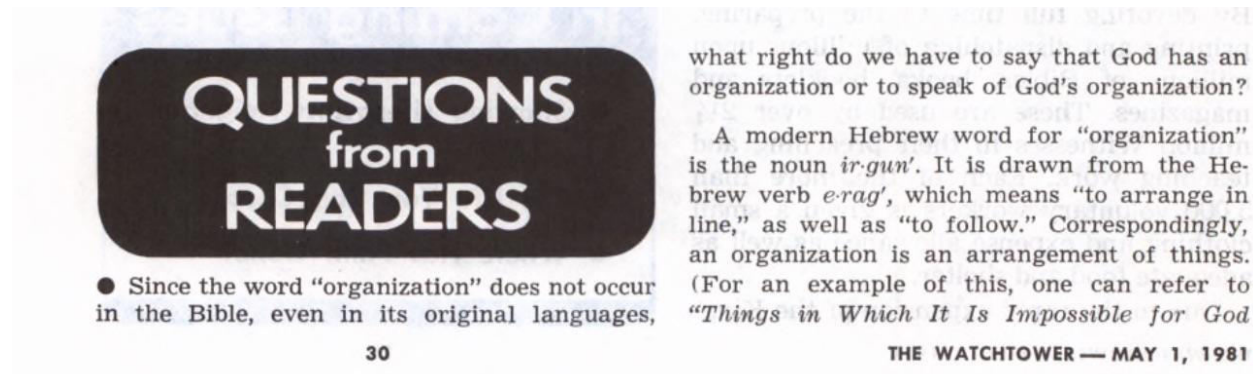 QUESTIONS
from
READERS
● Since the word “organization” does not occur
in the Bible, even in its original languages,
what right do we have to say that God has an
organization or to speak of God's organization?
A modern Hebrew word for “organization”
is the noun ir·gun′. It is drawn from the He-
brew verb e·rag′, which means “to arrange in
line,” as well as “to follow.” Correspondingly,
an organization is an arrangement of things.
(For an example of this, one can refer to
“Things in Which It Is Impossible for God
30
THE WATCHTOWER — MAY 1, 1981